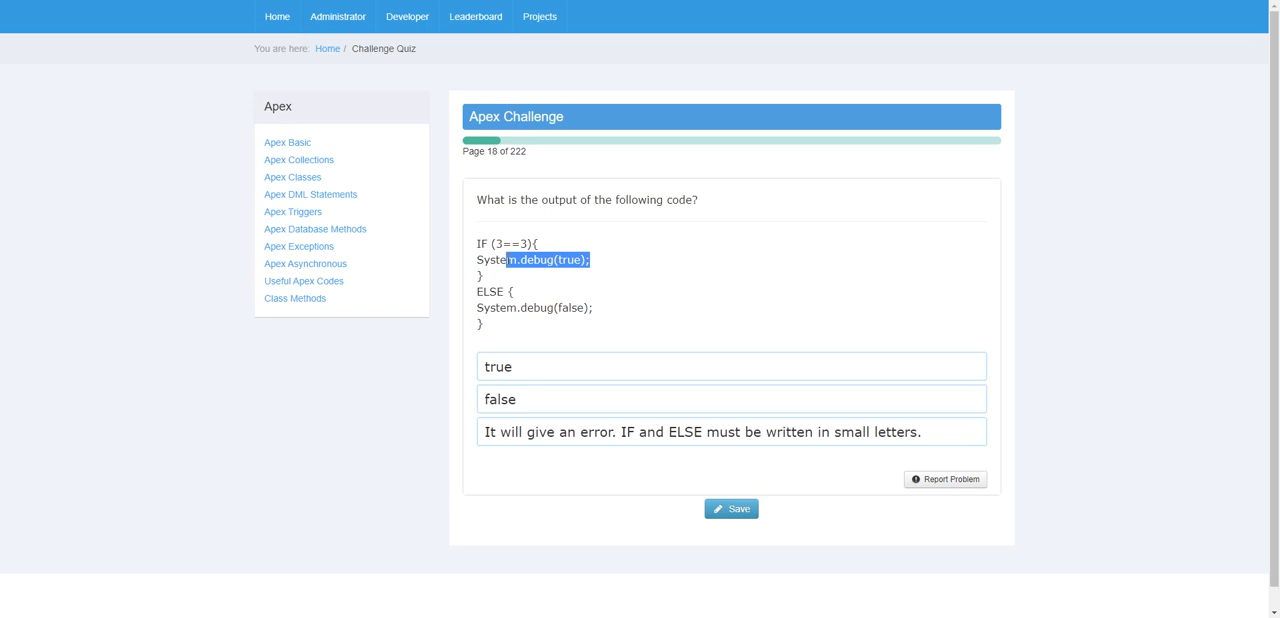 Home Administrator Developer Leaderboard Projects
You are here: Home / Challenge Quiz
Apex
Apex Basic
Apex Collections
Apex Classes
Apex DML Statements
Apex Triggers
Apex Database Methods
Apex Exceptions
Apex Asynchronous
Useful Apex Codes
Class Methods
Apex Challenge
Page 18 of 222
What is the output of the following code?
IF (3==3){
System.debug(true);
}
ELSE {
System.debug(false);
}
true
false
It will give an error. IF and ELSE must be written in small letters.
Report Problem
Save